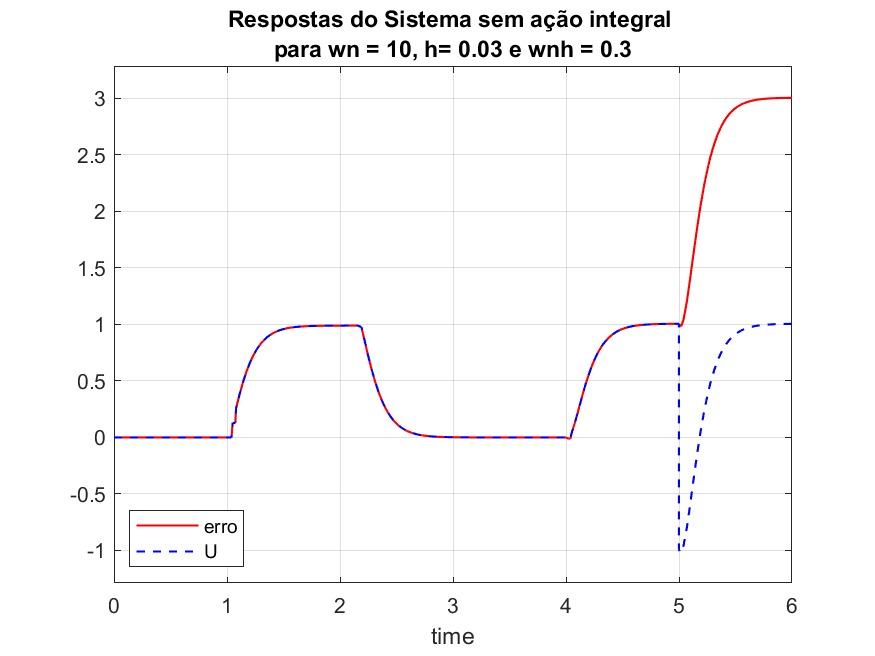 Respostas do Sistema sem ação integral
para wn = 10, h= 0.03 e wnh = 0.3
3
2.5
2
1.5
1
0.5
0
-0.5
-1
erro
U
0 1 2 3 4 5 6
time